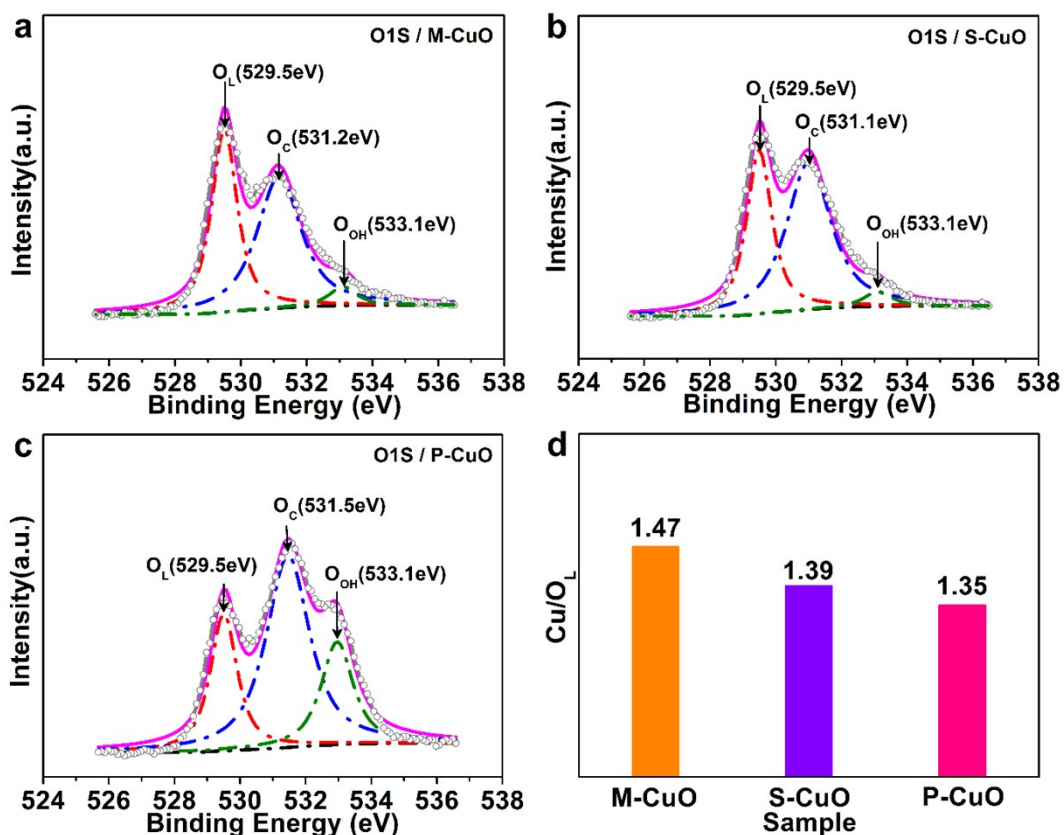 a
O1S / M-CuO
O_L(529.5eV)
O_C(531.2eV)
O_OH(533.1eV)
Intensity(a.u.)
524 526 528 530 532 534 536 538
Binding Energy (eV)
b
O1S / S-CuO
O_L(529.5eV)
O_C(531.1eV)
O_OH(533.1eV)
Intensity(a.u.)
524 526 528 530 532 534 536 538
Binding Energy (eV)
c
O1S / P-CuO
O_C(531.5eV)
O_L(529.5eV)
O_OH(533.1eV)
Intensity(a.u.)
524 526 528 530 532 534 536 538
Binding Energy (eV)
d
1.47
1.39
1.35
Cu/O_L
M-CuO S-CuO P-CuO
Sample